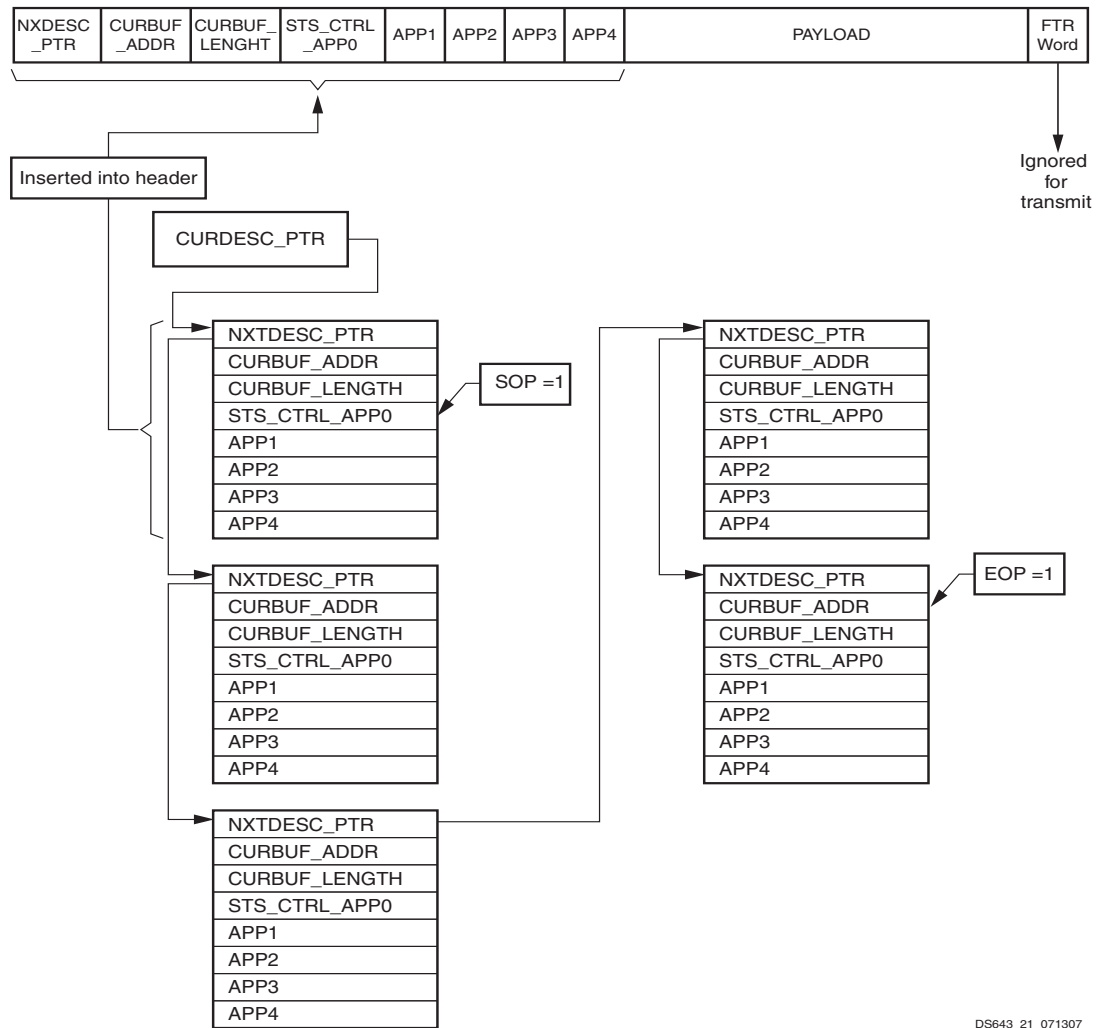 NXDESC
_PTR
CURBUF
_ADDR
CURBUF_
LENGHT
STS_CTRL
_APP0
APP1
APP2
APP3
APP4
PAYLOAD
FTR
Word
Inserted into header
Ignored
for
transmit
CURDESC_PTR
NXTDESC_PTR
CURBUF_ADDR
CURBUF_LENGTH
STS_CTRL_APP0
APP1
APP2
APP3
APP4
SOP =1
NXTDESC_PTR
CURBUF_ADDR
CURBUF_LENGTH
STS_CTRL_APP0
APP1
APP2
APP3
APP4
NXTDESC_PTR
CURBUF_ADDR
CURBUF_LENGTH
STS_CTRL_APP0
APP1
APP2
APP3
APP4
NXTDESC_PTR
CURBUF_ADDR
CURBUF_LENGTH
STS_CTRL_APP0
APP1
APP2
APP3
APP4
NXTDESC_PTR
CURBUF_ADDR
CURBUF_LENGTH
STS_CTRL_APP0
APP1
APP2
APP3
APP4
EOP =1
DS643_21_071307